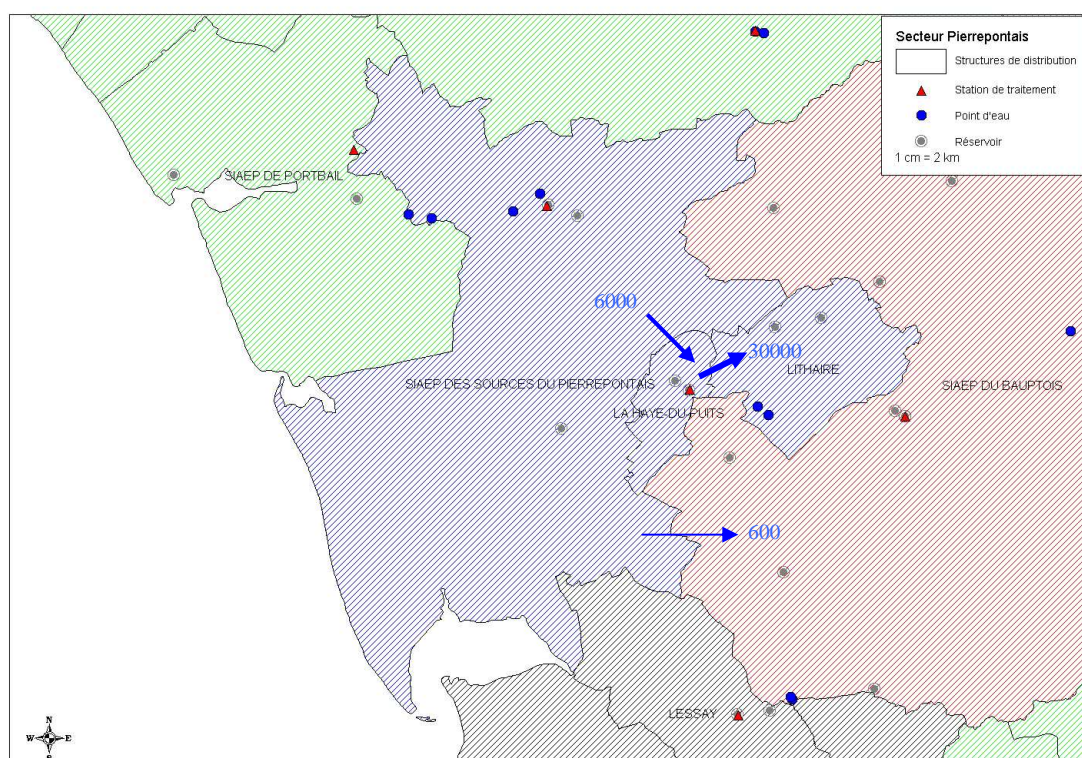 Secteur Pierrepontais
Structures de distribution
Station de traitement
Point d'eau
Réservoir
1 cm = 2 km
SIAEP DE PORTBAIL
6000
30000
LITHAIRE
SIAEP DES SOURCES DU PIERREPONTAIS
SIAEP DU BAUPTOIS
LA HAYE-DU-PUITS
600
LESSAY
N
W E